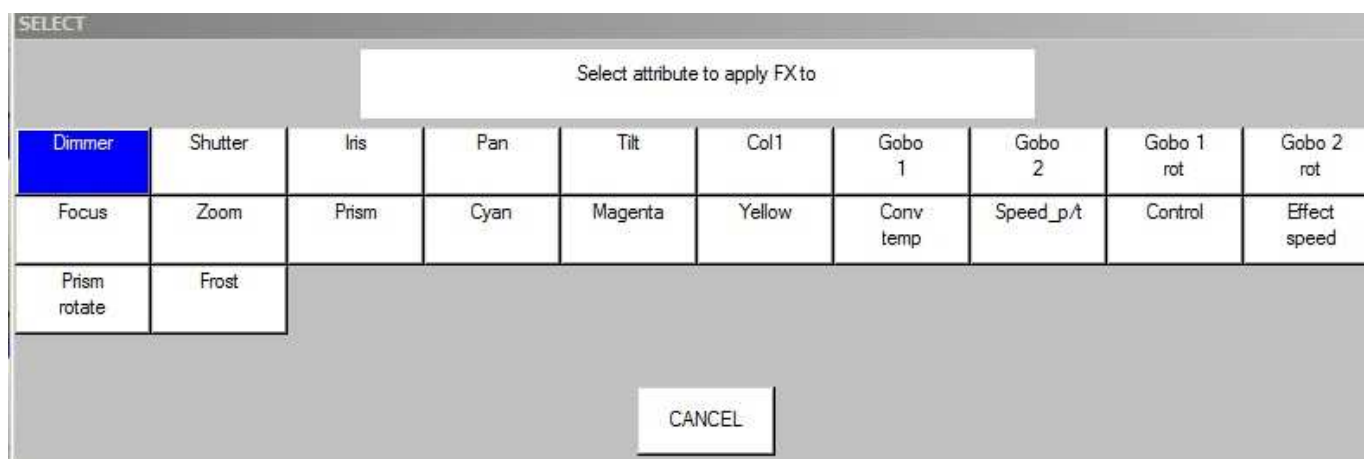 SELECT
Select attribute to apply FX to
Dimmer Shutter Iris Pan Tilt Col1 Gobo 1 Gobo 2 Gobo 1 rot Gobo 2 rot
Focus Zoom Prism Cyan Magenta Yellow Conv temp Speed_p/t Control Effect speed
Prism rotate Frost
CANCEL